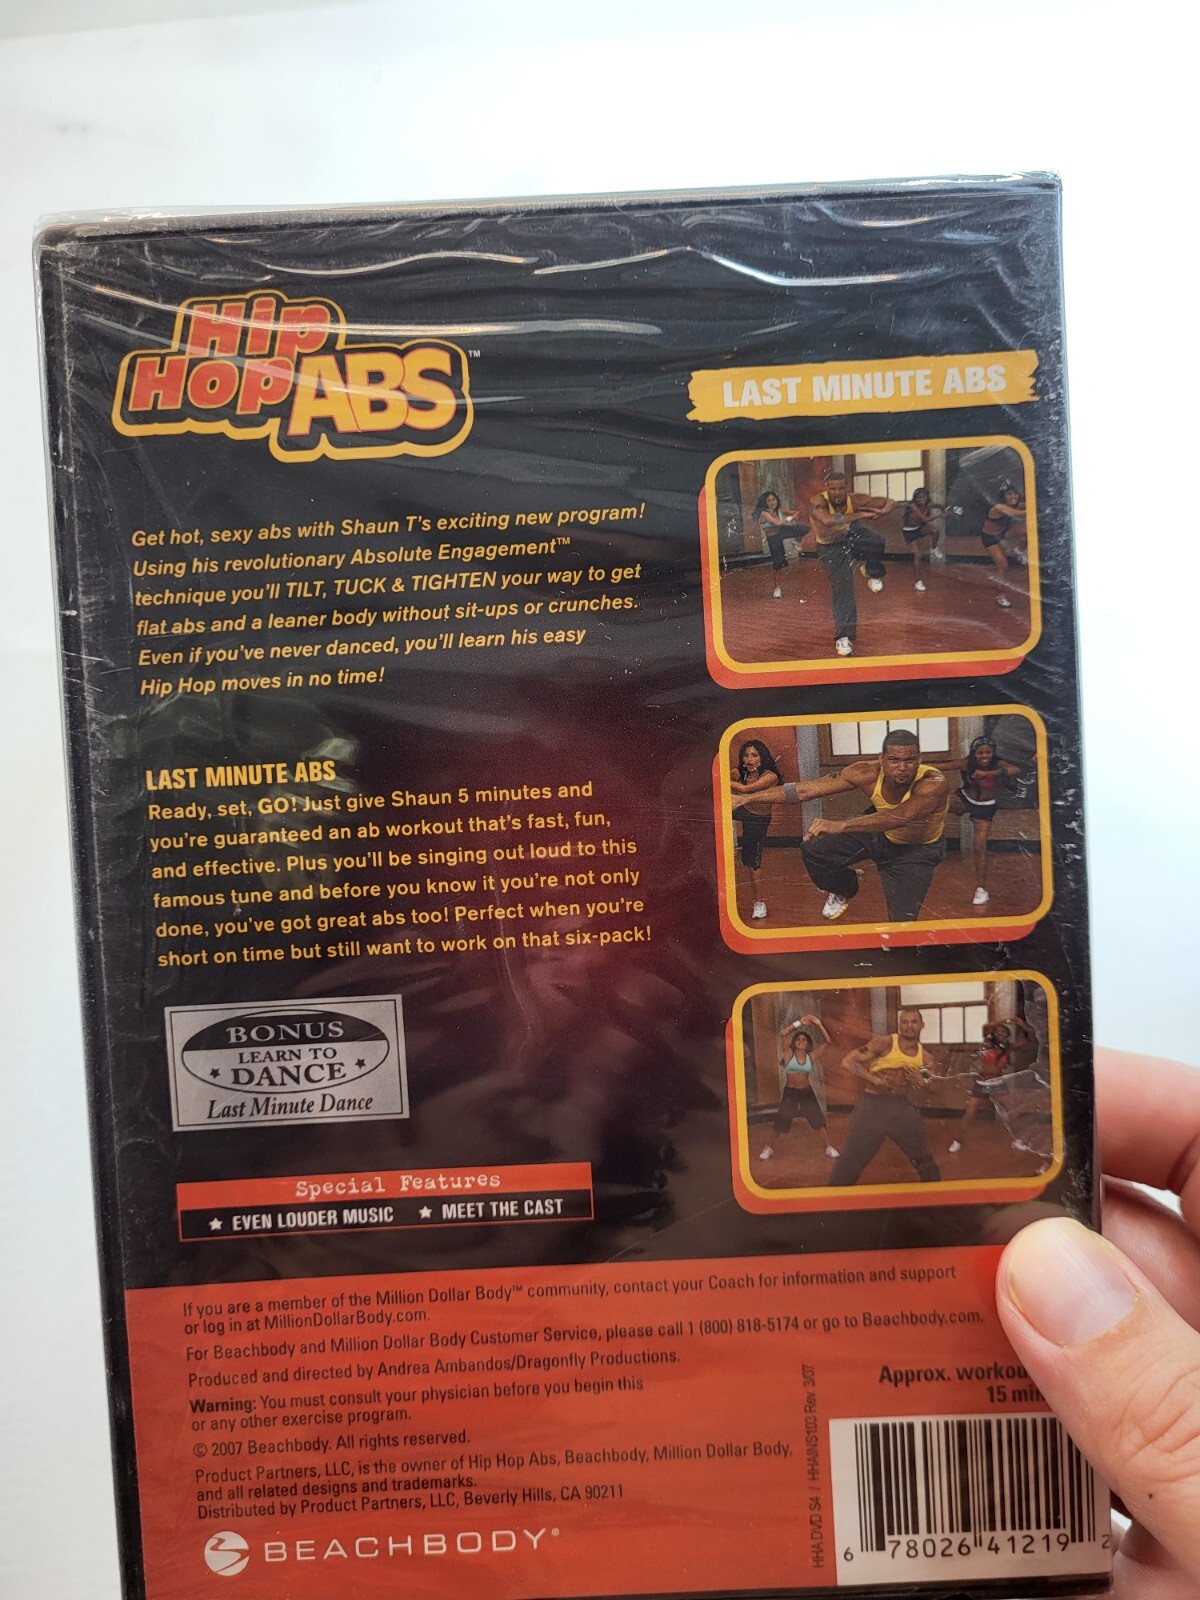 Hip
Hop ABS™
LAST MINUTE ABS
Get hot, sexy abs with Shaun T's exciting new program!
Using his revolutionary Absolute Engagement™
technique you'll TILT, TUCK & TIGHTEN your way to get
flat abs and a leaner body without sit-ups or crunches.
Even if you've never danced, you'll learn his easy
Hip Hop moves in no time!
LAST MINUTE ABS
Ready, set, GO! Just give Shaun 5 minutes and
you're guaranteed an ab workout that's fast, fun,
and effective. Plus you'll be singing out loud to this
famous tune and before you know it you're not only
done, you've got great abs too! Perfect when you're
short on time but still want to work on that six-pack!
BONUS
LEARN TO
★ DANCE ★
Last Minute Dance
Special Features
★ EVEN LOUDER MUSIC ★ MEET THE CAST
If you are a member of the Million Dollar Body™ community, contact your Coach for information and support
or log in at MillionDollarBody.com.
For Beachbody and Million Dollar Body Customer Service, please call 1 (800) 818-5174 or go to Beachbody.com.
Produced and directed by Andrea Ambandos/Dragonfly Productions.
Warning: You must consult your physician before you begin this
or any other exercise program.
© 2007 Beachbody. All rights reserved.
Product Partners, LLC, is the owner of Hip Hop Abs, Beachbody, Million Dollar Body,
and all related designs and trademarks.
Distributed by Product Partners, LLC, Beverly Hills, CA 90211
BEACHBODY®
HHA DVD S4 / HHAINS103 Rev. 3/07
Approx.
15
6 78026 41219 2